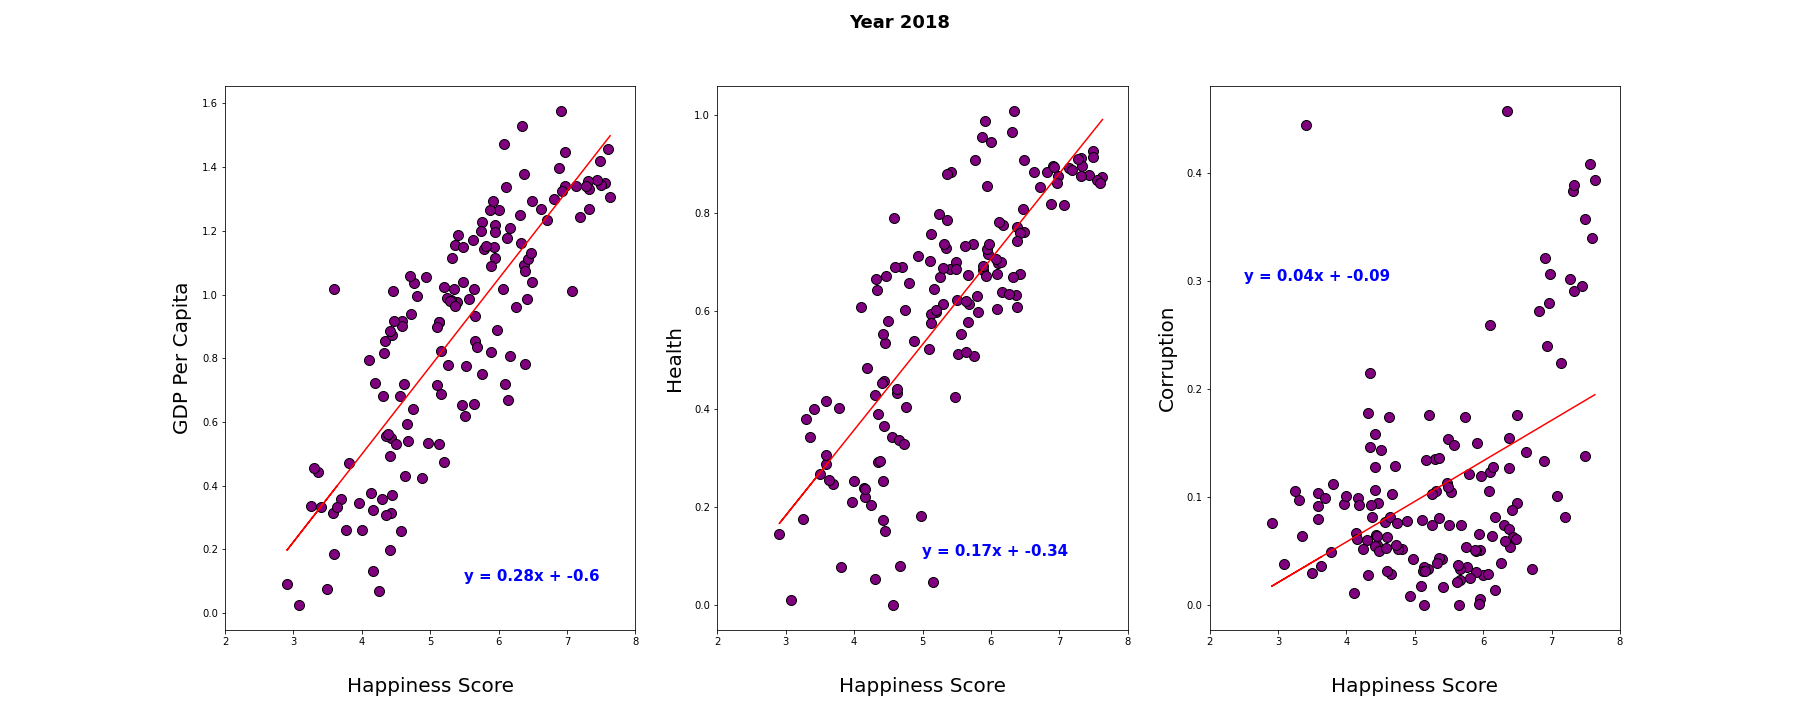 Year 2018
GDP Per Capita
1.6
1.4
1.2
1.0
0.8
0.6
0.4
0.2
0.0
y = 0.28x + -0.6
2 3 4 5 6 7 8
Happiness Score
Health
1.0
0.8
0.6
0.4
0.2
0.0
y = 0.17x + -0.34
2 3 4 5 6 7 8
Happiness Score
Corruption
0.4
0.3
0.2
0.1
0.0
y = 0.04x + -0.09
2 3 4 5 6 7 8
Happiness Score